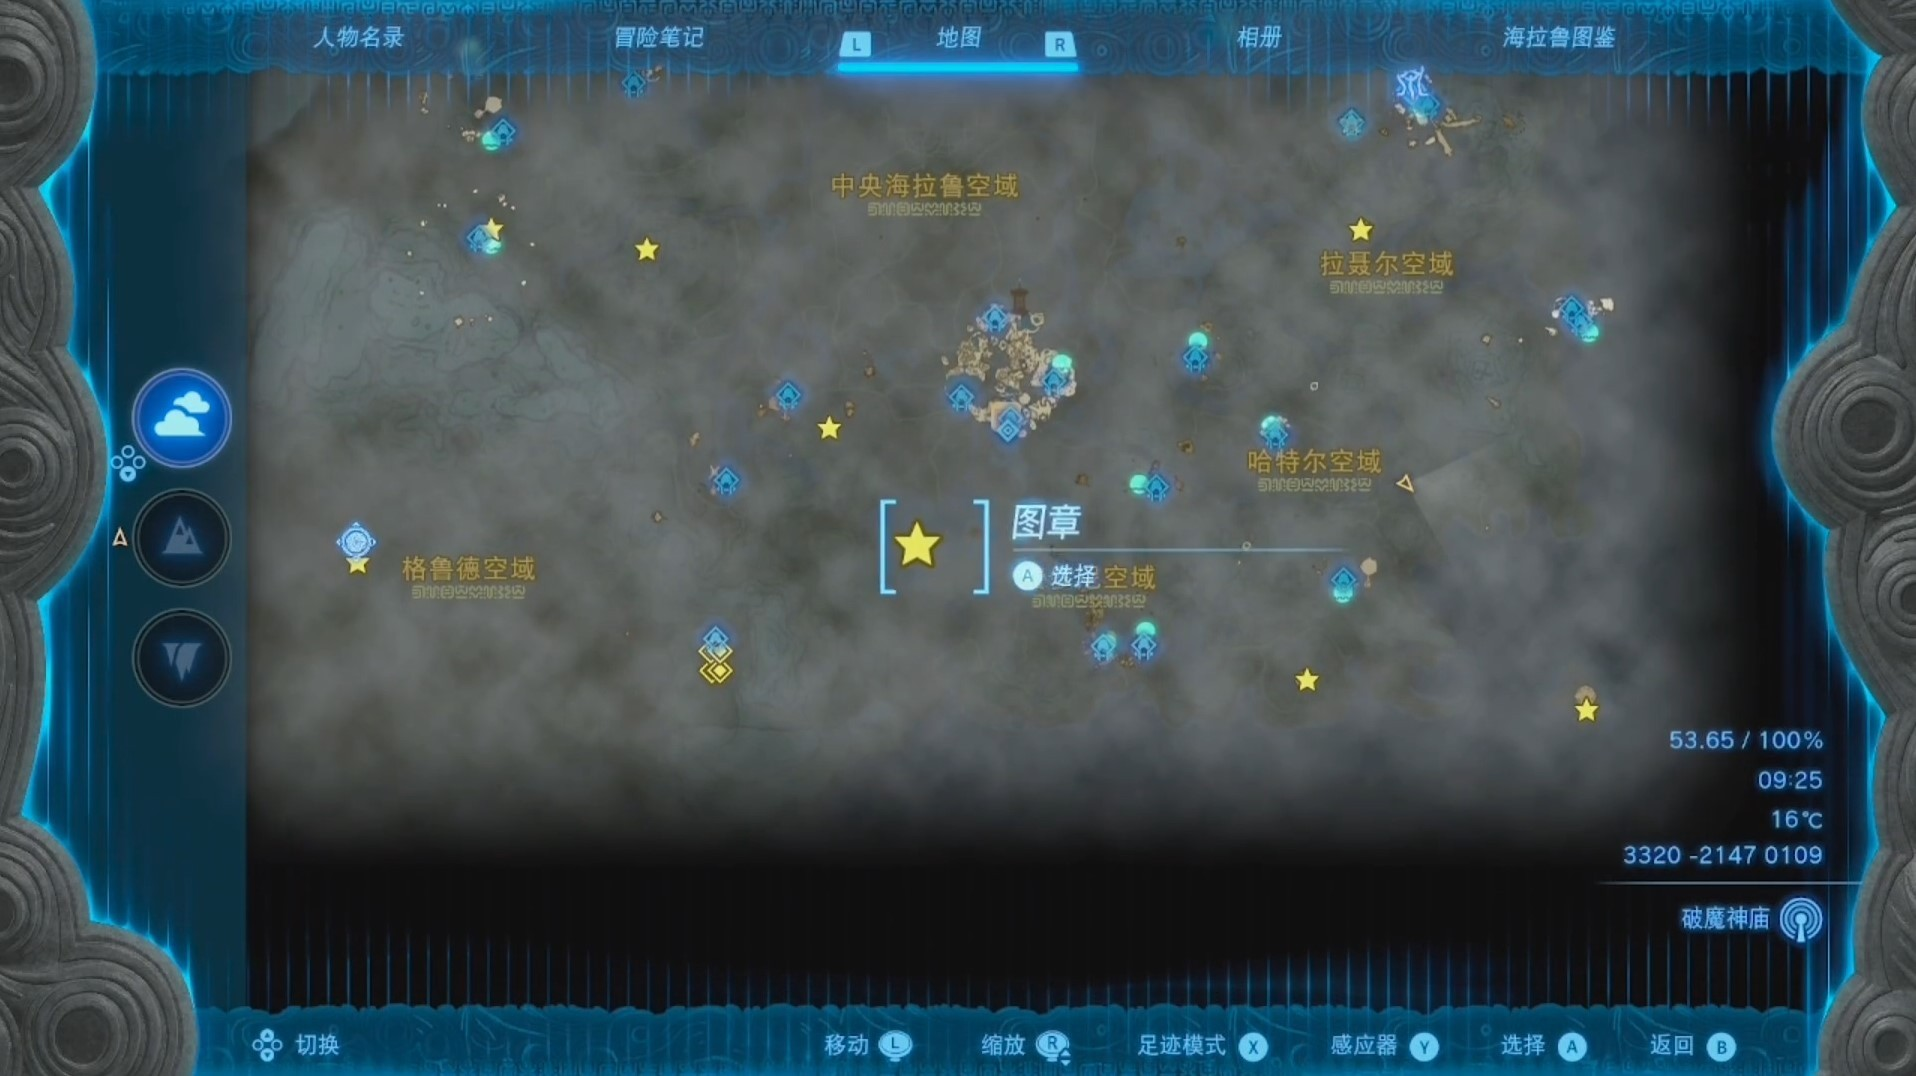 人物名录
冒险笔记
L 地图 R
相册
海拉鲁图鉴
中央海拉鲁空域
拉聂尔空域
哈特尔空域
图章
格鲁德空域
A 选择 空域
53.65 / 100%
09:25
16℃
3320 -2147 0109
破魔神庙
切换
移动 L
缩放 R
足迹模式 X
感应器 Y
选择 A
返回 B